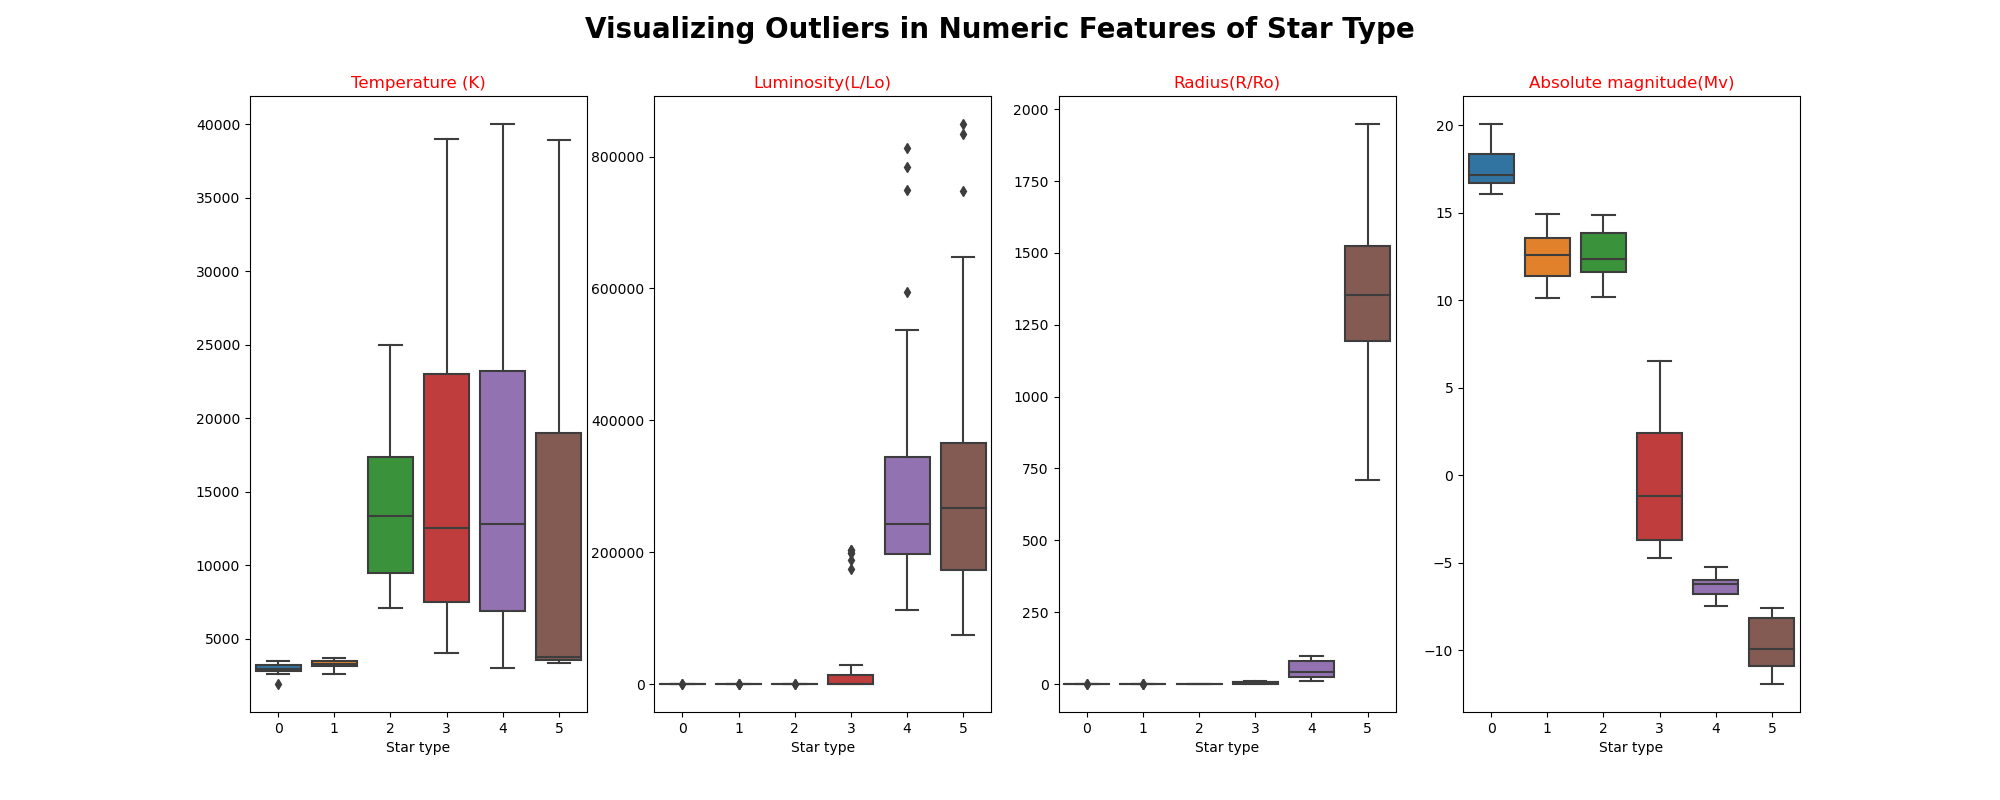 Visualizing Outliers in Numeric Features of Star Type
Temperature (K)
40000
35000
30000
25000
20000
15000
10000
5000
0 1 2 3 4 5
Star type
Luminosity(L/Lo)
800000
600000
400000
200000
0
0 1 2 3 4 5
Star type
Radius(R/Ro)
2000
1750
1500
1250
1000
750
500
250
0
0 1 2 3 4 5
Star type
Absolute magnitude(Mv)
20
15
10
5
0
−5
−10
0 1 2 3 4 5
Star type